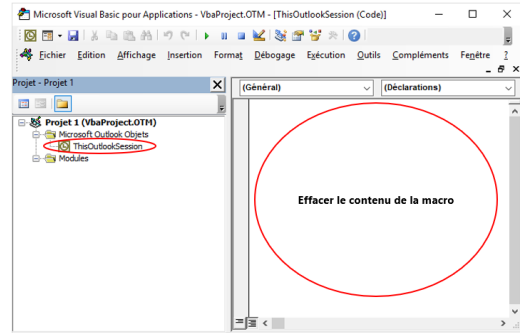 Microsoft Visual Basic pour Applications - VbaProject.OTM - [ThisOutlookSession (Code)]
Fichier Edition Affichage Insertion Format Débogage Exécution Outils Compléments Fenêtre ?
Projet - Projet 1
(Général) (Déclarations)
Projet 1 (VbaProject.OTM)
Microsoft Outlook Objets
ThisOutlookSession
Modules
Effacer le contenu de la macro